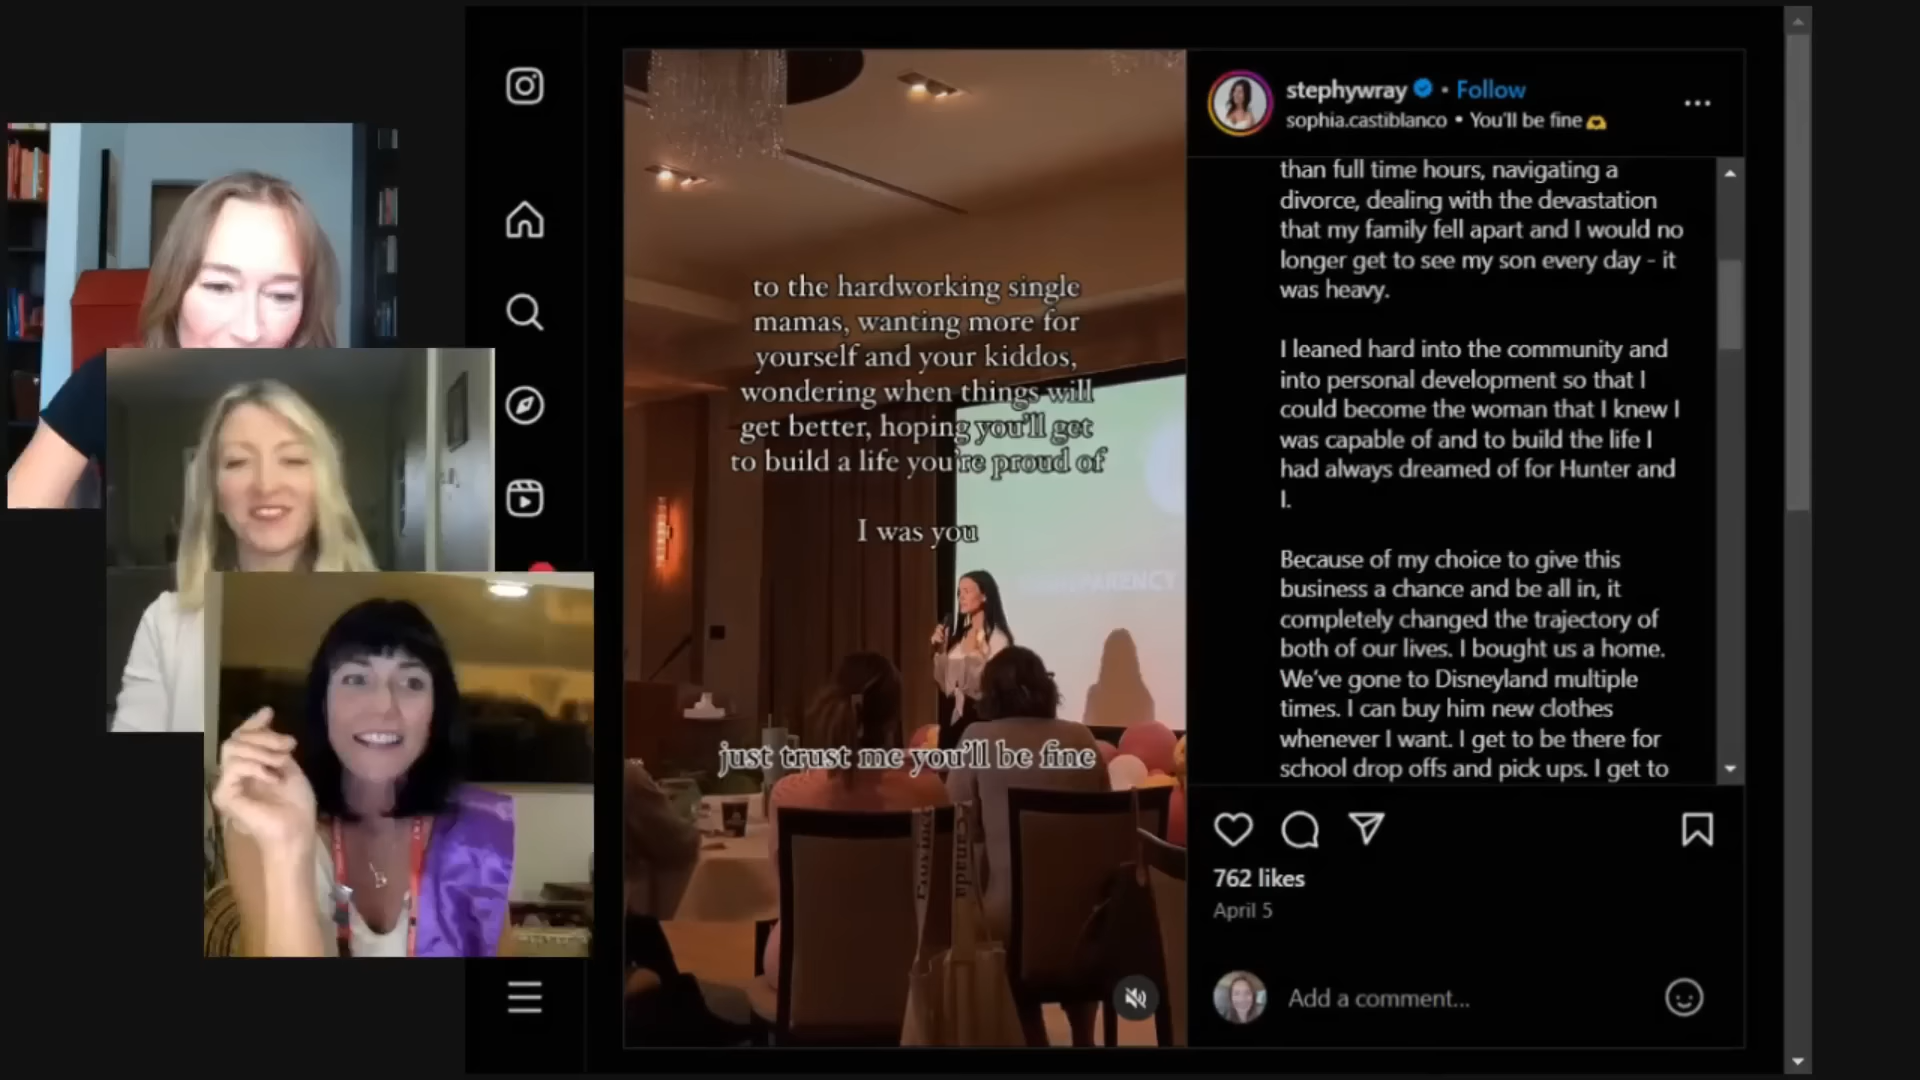 to the hardworking single
mamas, wanting more for
yourself and your kiddos,
wondering when things will
get better, hoping you'll get
to build a life you're proud of
I was you
just trust me you'll be fine
stephywray • Follow
sophia.castiblanco • You'll be fine🫶
than full time hours, navigating a
divorce, dealing with the devastation
that my family fell apart and I would no
longer get to see my son every day - it
was heavy.
I leaned hard into the community and
into personal development so that I
could become the woman that I knew I
was capable of and to build the life I
had always dreamed of for Hunter and
I.
Because of my choice to give this
business a chance and be all in, it
completely changed the trajectory of
both of our lives. I bought us a home.
We've gone to Disneyland multiple
times. I can buy him new clothes
whenever I want. I get to be there for
school drop offs and pick ups. I get to
762 likes
April 5
Add a comment...